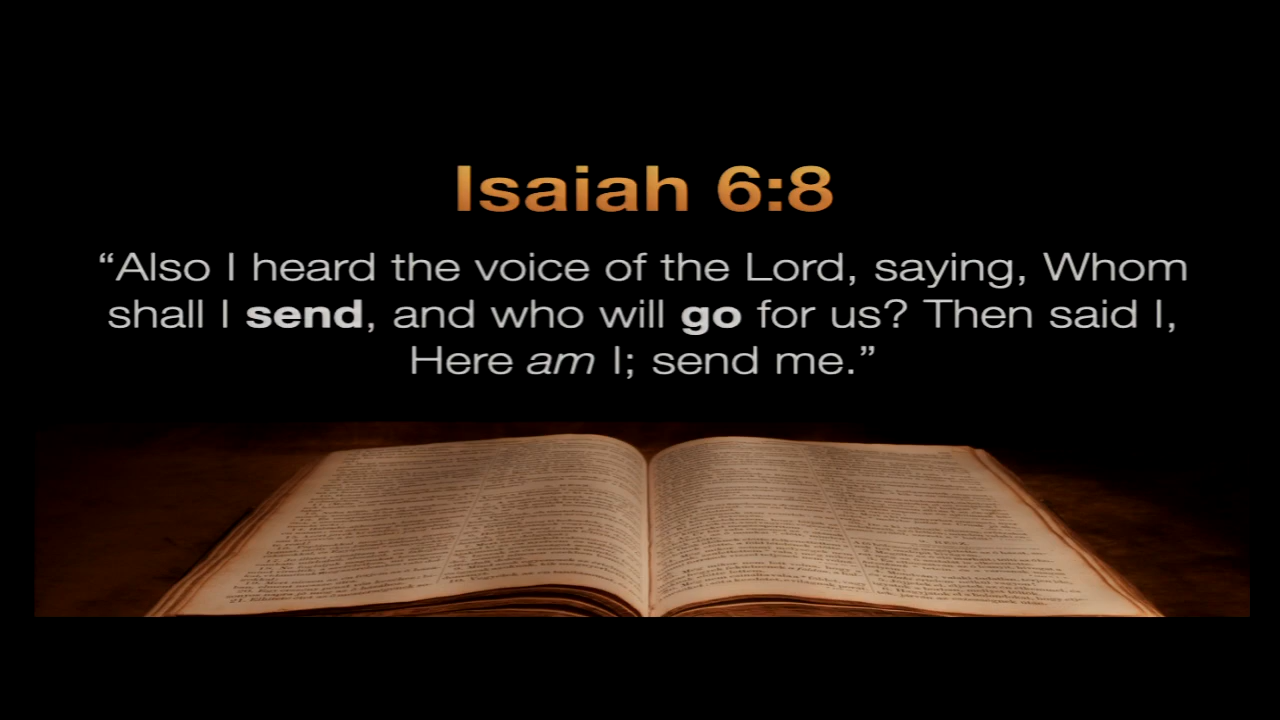 Isaiah 6:8
“Also I heard the voice of the Lord, saying, Whom
shall I send, and who will go for us? Then said I,
Here am I; send me.”